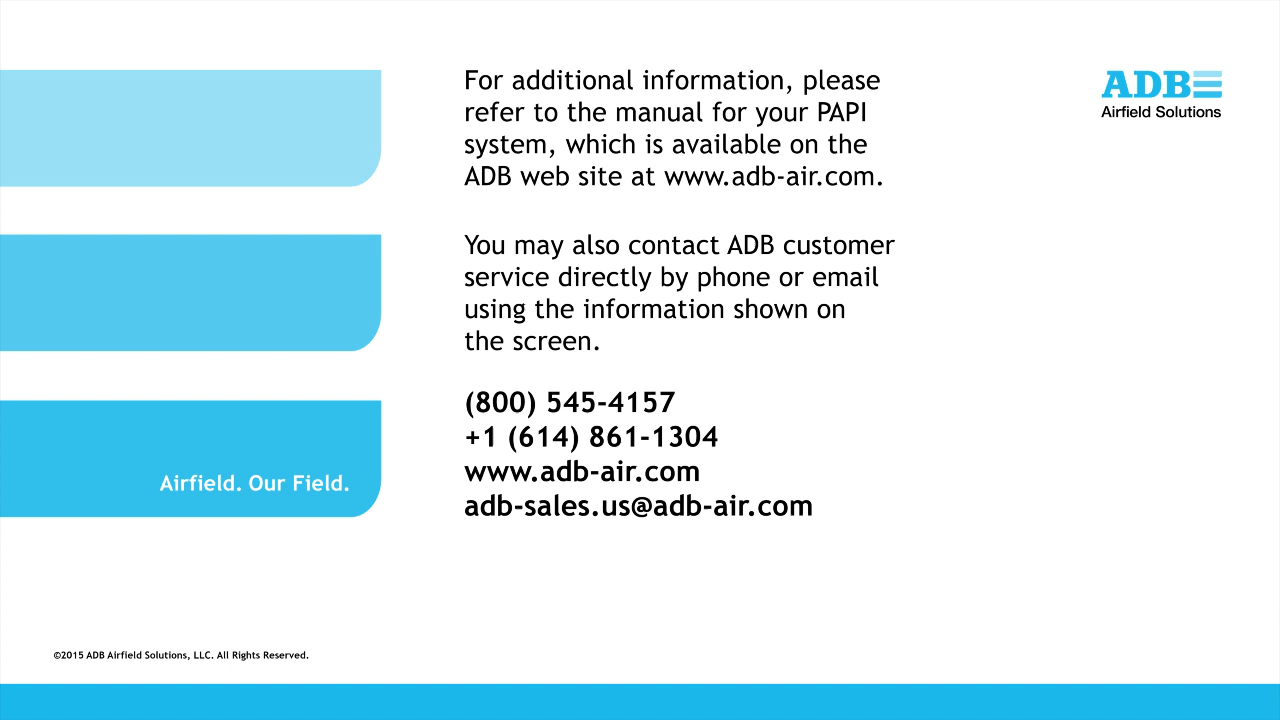 ADB
Airfield Solutions
For additional information, please
refer to the manual for your PAPI
system, which is available on the
ADB web site at www.adb-air.com.
You may also contact ADB customer
service directly by phone or email
using the information shown on
the screen.
(800) 545-4157
+1 (614) 861-1304
www.adb-air.com
adb-sales.us@adb-air.com
Airfield. Our Field.
©2015 ADB Airfield Solutions, LLC. All Rights Reserved.